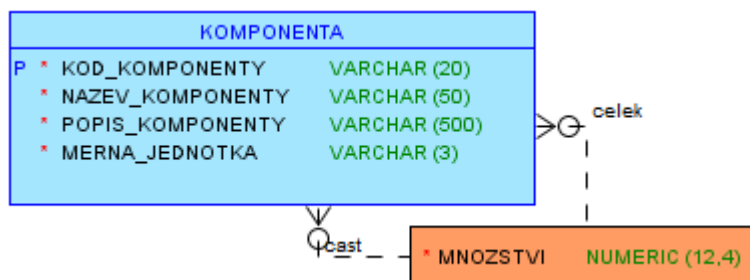 KOMPONENTA
P * KOD_KOMPONENTY VARCHAR (20)
* NAZEV_KOMPONENTY VARCHAR (50)
* POPIS_KOMPONENTY VARCHAR (500)
* MERNA_JEDNOTKA VARCHAR (3)
celek
cast
* MNOZSTVI NUMERIC (12,4)